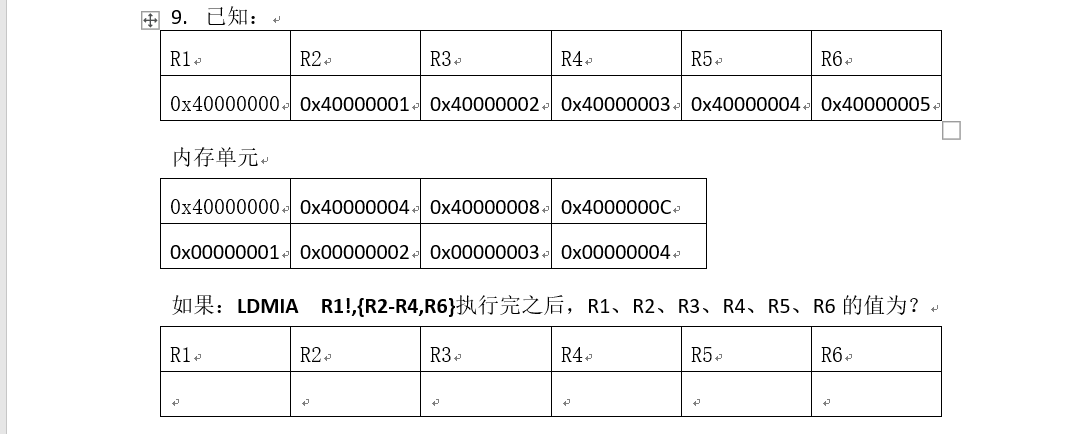 9. 已知：
R1 R2 R3 R4 R5 R6
0x40000000 0x40000001 0x40000002 0x40000003 0x40000004 0x40000005
内存单元
0x40000000 0x40000004 0x40000008 0x4000000C
0x00000001 0x00000002 0x00000003 0x00000004
如果：LDMIA R1!,{R2-R4,R6}执行完之后，R1、R2、R3、R4、R5、R6 的值为？
R1 R2 R3 R4 R5 R6